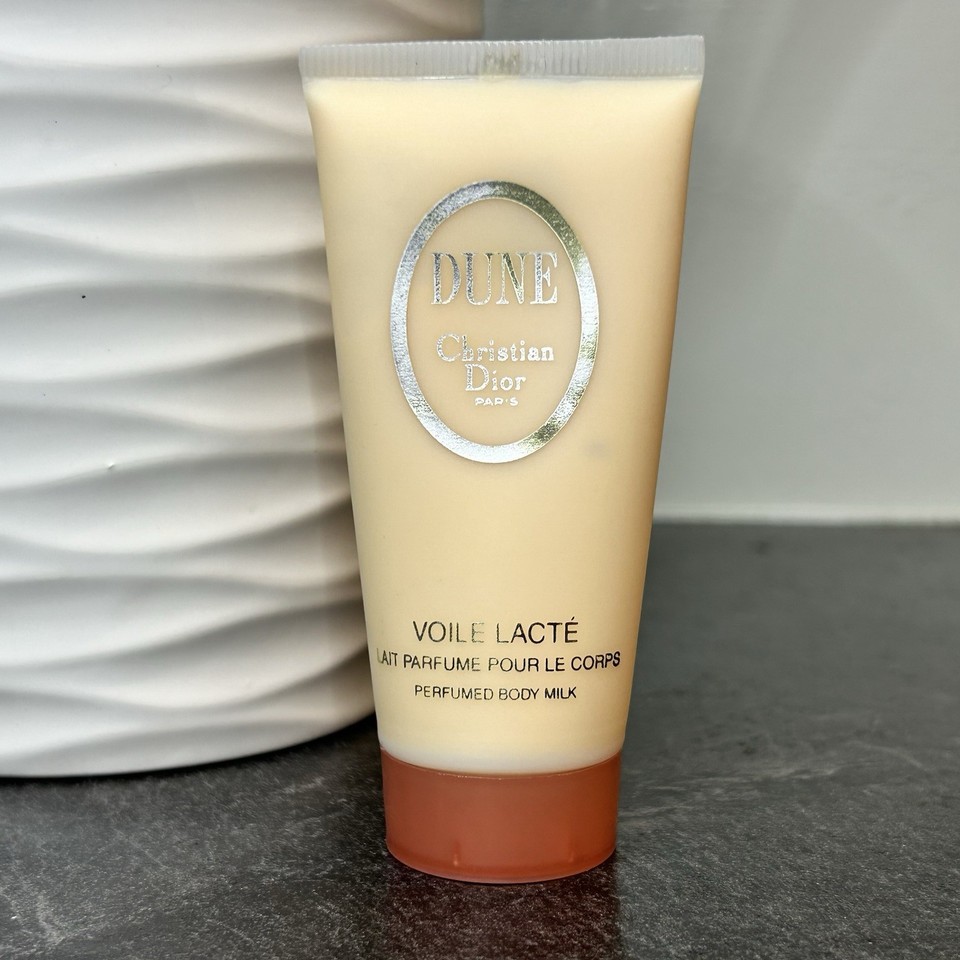 DUNE
Christian
Dior
PARIS
VOILE LACTÉ
LAIT PARFUME POUR LE CORPS
PERFUMED BODY MILK